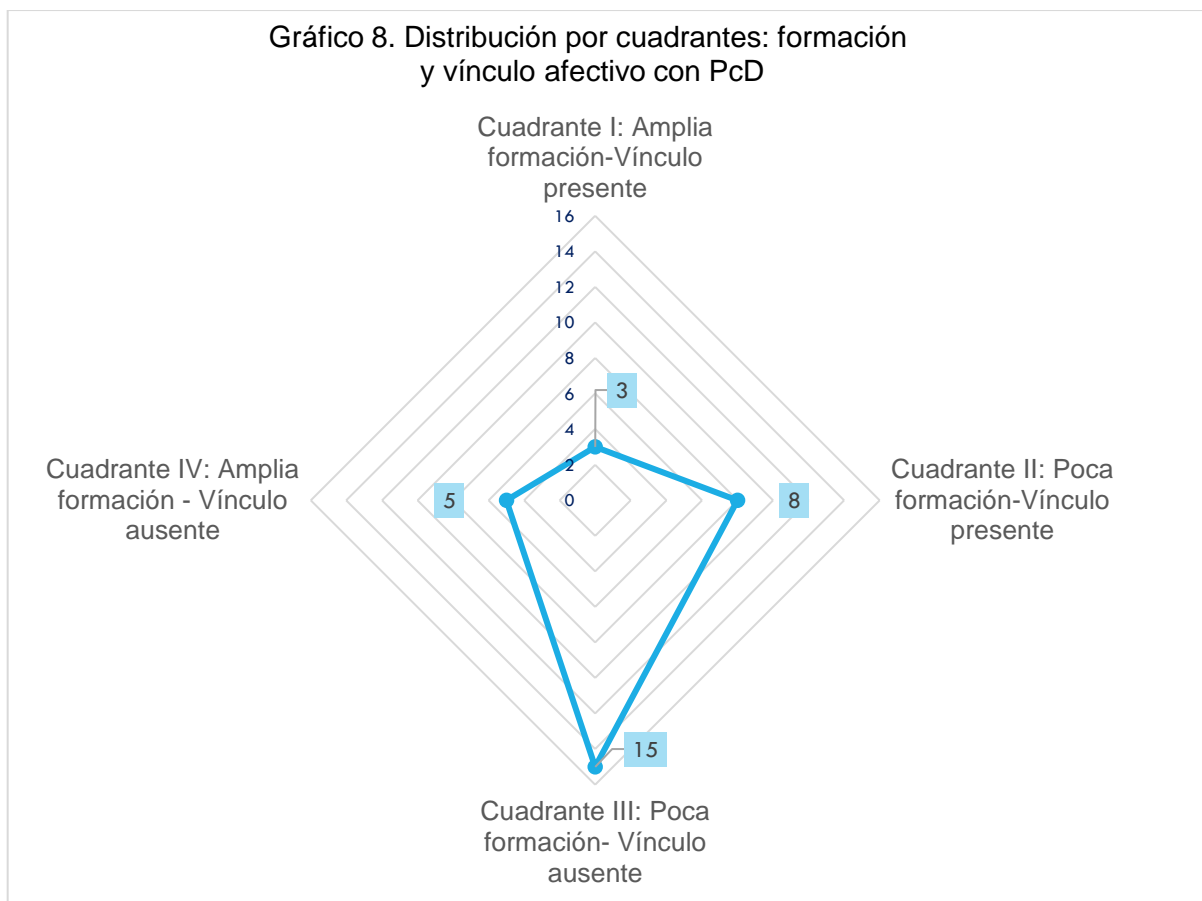 Gráfico 8. Distribución por cuadrantes: formación
y vínculo afectivo con PcD
Cuadrante I: Amplia
formación-Vínculo
presente
16
14
12
10
8
6
4
2
0
3
Cuadrante II: Poca
formación-Vínculo
presente
8
15
Cuadrante III: Poca
formación- Vínculo
ausente
Cuadrante IV: Amplia
formación - Vínculo
ausente
5